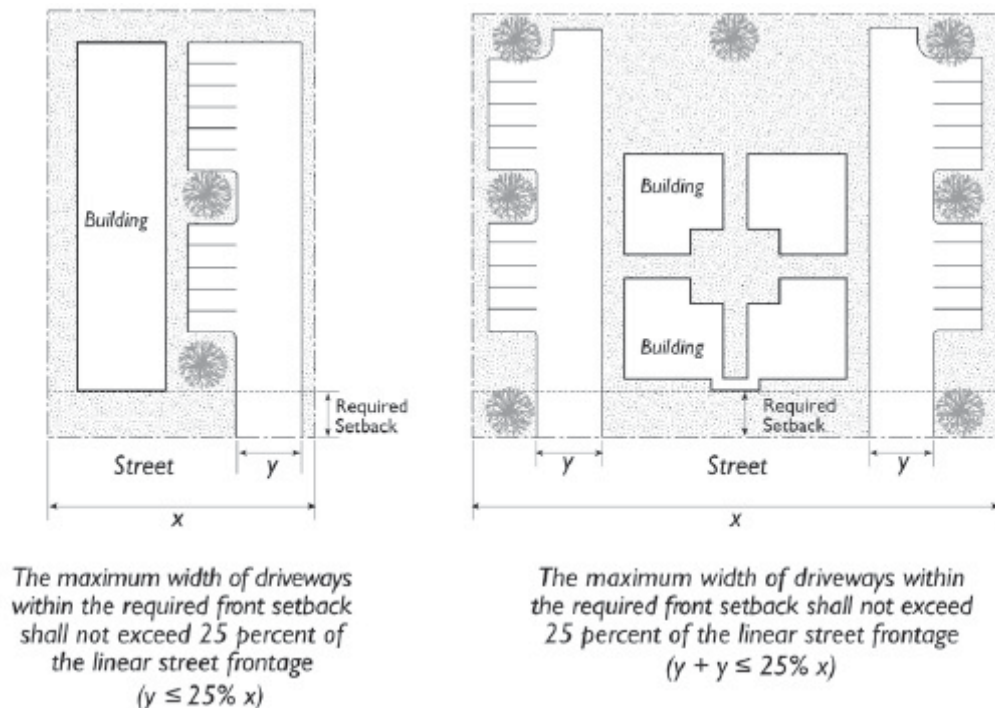 Building
Required
Setback
Street
y
x
The maximum width of driveways
within the required front setback
shall not exceed 25 percent of
the linear street frontage
(y ≤ 25% x)
Building
Building
Required
Setback
y
Street
y
x
The maximum width of driveways within
the required front setback shall not exceed
25 percent of the linear street frontage
(y + y ≤ 25% x)